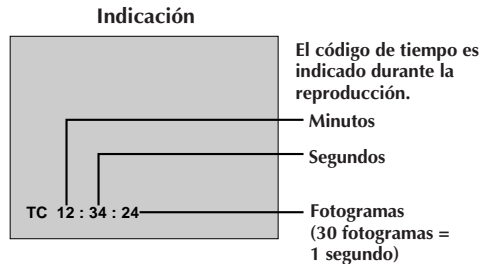 Indicación
El código de tiempo es
indicado durante la
reproducción.
Minutos
Segundos
TC 12 : 34 : 24
Fotogramas
(30 fotogramas =
1 segundo)